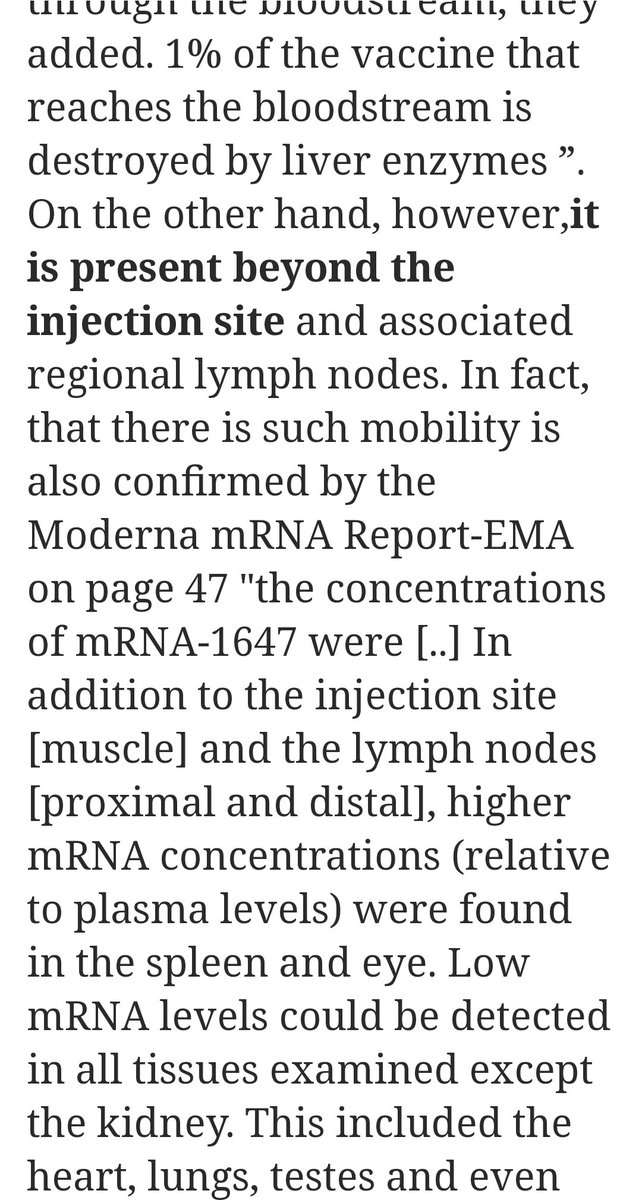 through the bloodstream, they
added. 1% of the vaccine that
reaches the bloodstream is
destroyed by liver enzymes ”.
On the other hand, however,it
is present beyond the
injection site and associated
regional lymph nodes. In fact,
that there is such mobility is
also confirmed by the
Moderna mRNA Report-EMA
on page 47 "the concentrations
of mRNA-1647 were [..] In
addition to the injection site
[muscle] and the lymph nodes
[proximal and distal], higher
mRNA concentrations (relative
to plasma levels) were found
in the spleen and eye. Low
mRNA levels could be detected
in all tissues examined except
the kidney. This included the
heart, lungs, testes and even